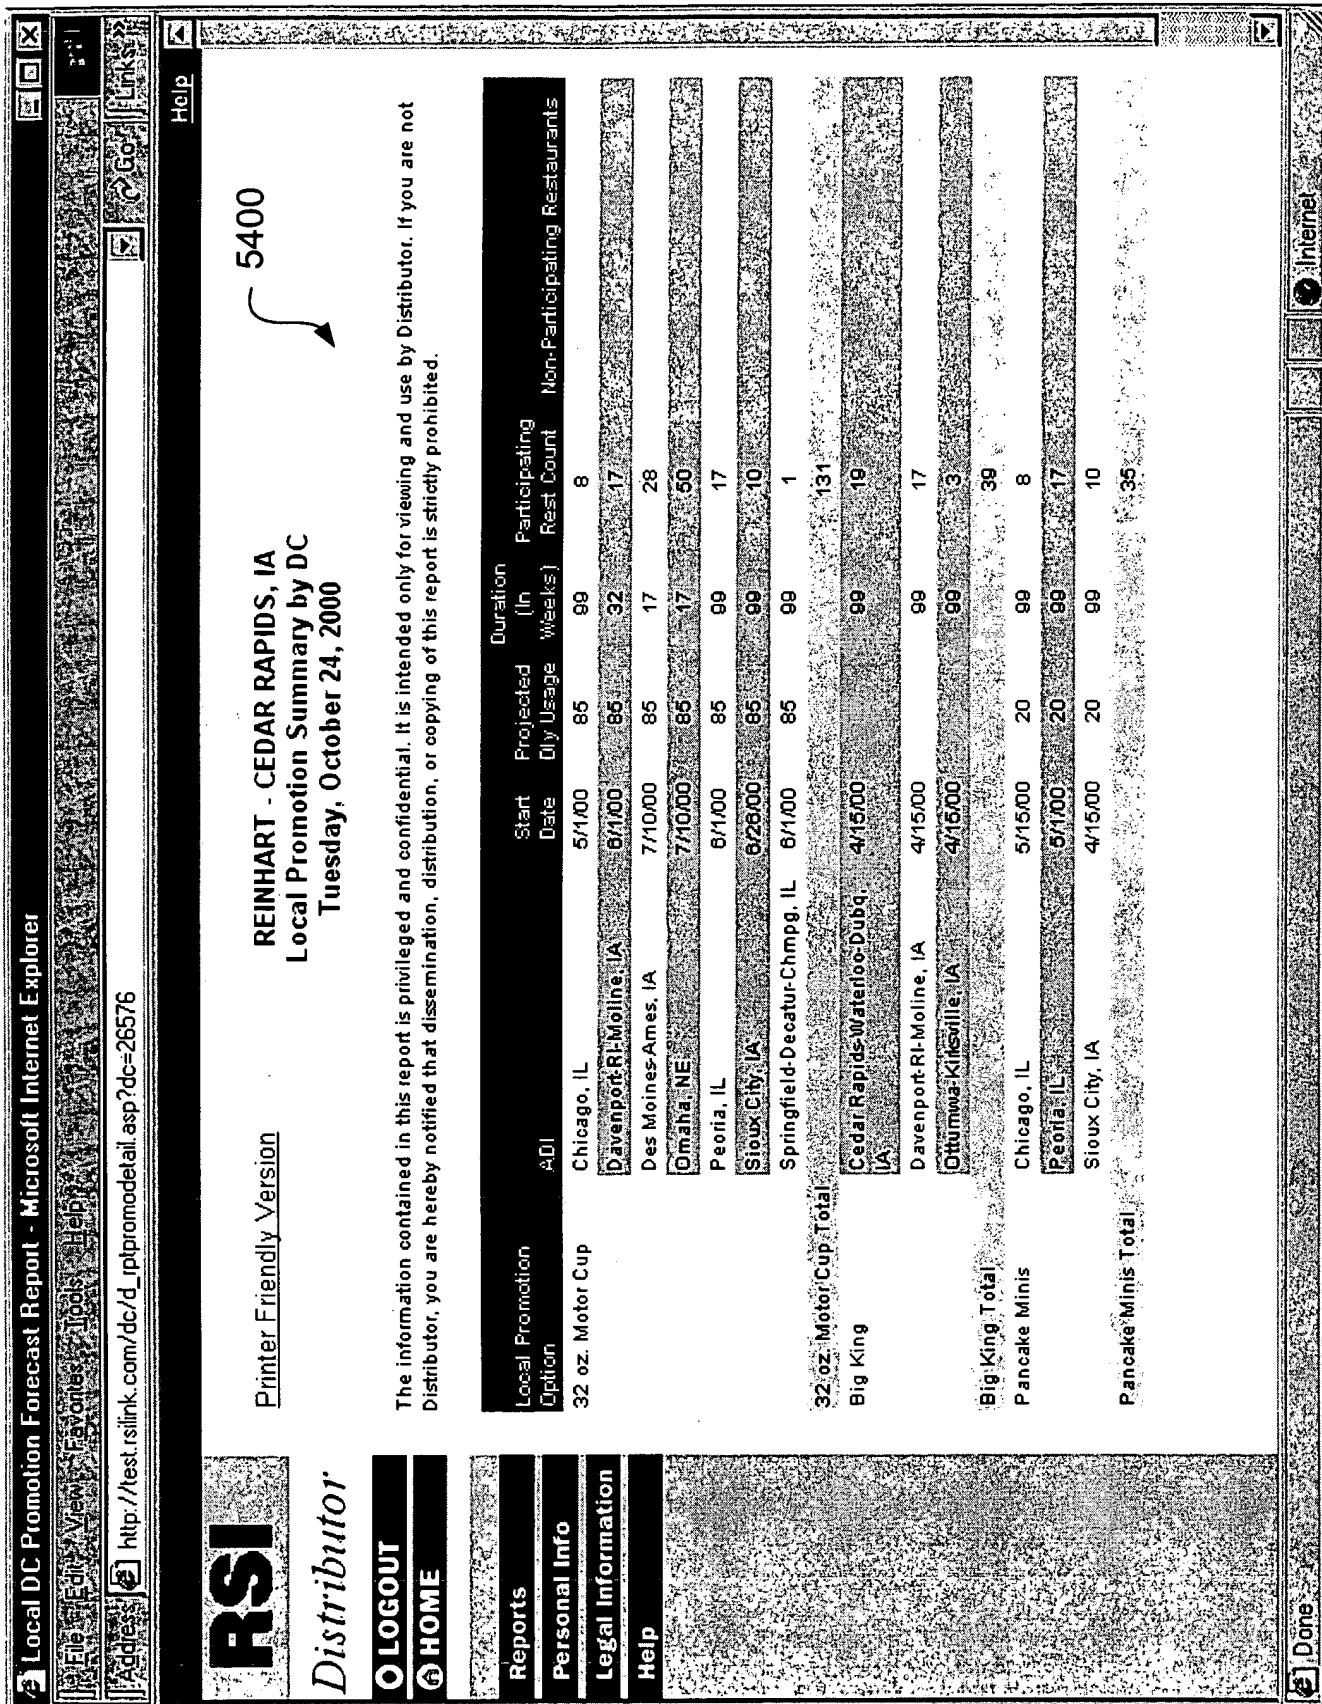 Local DC Promotion Forecast Report - Microsoft Internet Explorer
File Edit View Favorites Tools Help
Address http://test.rsilink.com/dc/d_rptpromodetail.asp?dc=26576 Go Links »
Help
RSI
Distributor
LOGOUT
HOME
Reports
Personal Info
Legal Information
Help
Printer Friendly Version
REINHART - CEDAR RAPIDS, IA
Local Promotion Summary by DC
Tuesday, October 24, 2000
5400
The information contained in this report is privileged and confidential. It is intended only for viewing and use by Distributor. If you are not
Distributor, you are hereby notified that dissemination, distribution, or copying of this report is strictly prohibited.
Local Promotion Option ADI Start Date Projected Dly Usage Duration (In Weeks) Participating Rest Count Non-Participating Restaurants
32 oz. Motor Cup Chicago, IL 5/1/00 85 99 8
Davenport-RI-Moline, IA 6/1/00 85 32 17
Des Moines-Ames, IA 7/10/00 85 17 28
Omaha, NE 7/10/00 85 17 50
Peoria, IL 6/1/00 85 99 17
Sioux City, IA 6/26/00 85 99 10
Springfield-Decatur-Chmpg, IL 6/1/00 85 99 1
32 oz. Motor Cup Total 131
Big King Cedar Rapids-Waterloo-Dubq, IA 4/15/00 99 19
Davenport-RI-Moline, IA 4/15/00 99 17
Ottumwa-Kirksville, IA 4/15/00 99 3
Big King Total 39
Pancake Minis Chicago, IL 5/15/00 20 99 8
Peoria, IL 5/1/00 20 99 17
Sioux City, IA 4/15/00 20 99 10
Pancake Minis Total 35
Done Internet